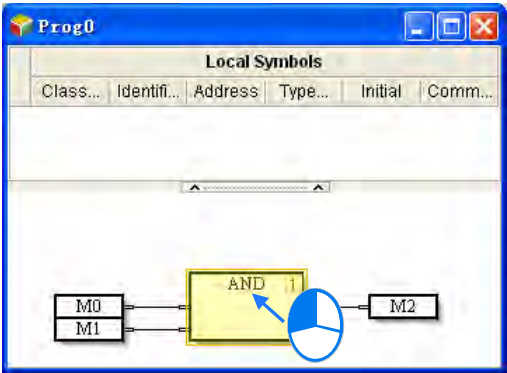 Prog0
Local Symbols
Class... Identifi... Address Type... Initial Comm...
AND 1
M0 M2
M1